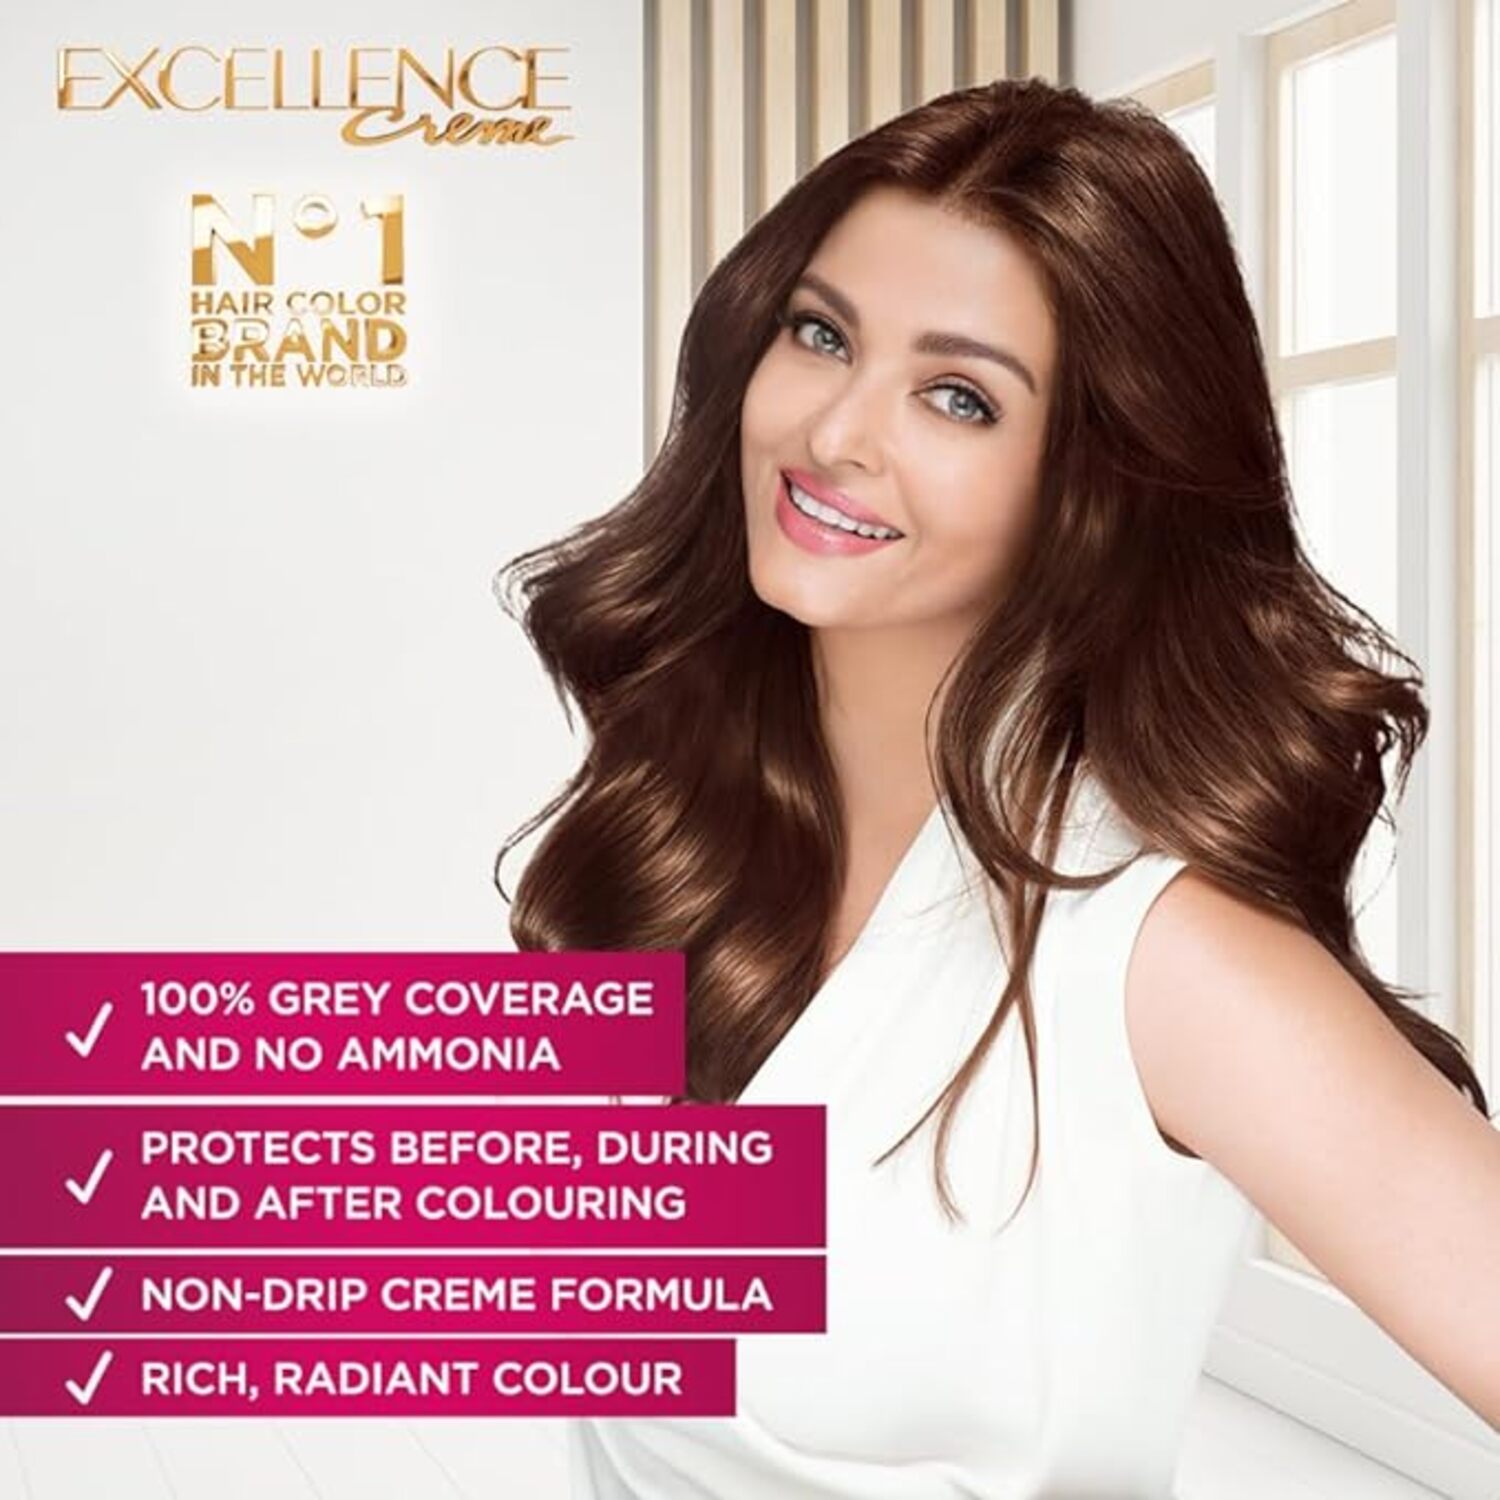 EXCELLENCE
Creme
N°1
HAIR COLOR
BRAND
IN THE WORLD
100% GREY COVERAGE
AND NO AMMONIA
PROTECTS BEFORE, DURING
AND AFTER COLOURING
NON-DRIP CREME FORMULA
RICH, RADIANT COLOUR